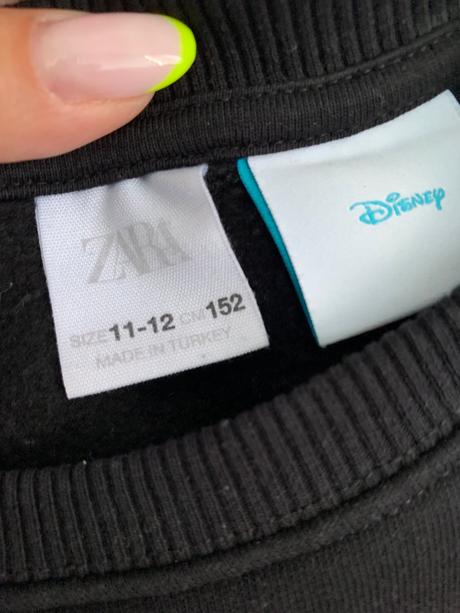 ZARA
SIZE 11-12 CM 152
MADE IN TURKEY
Disney